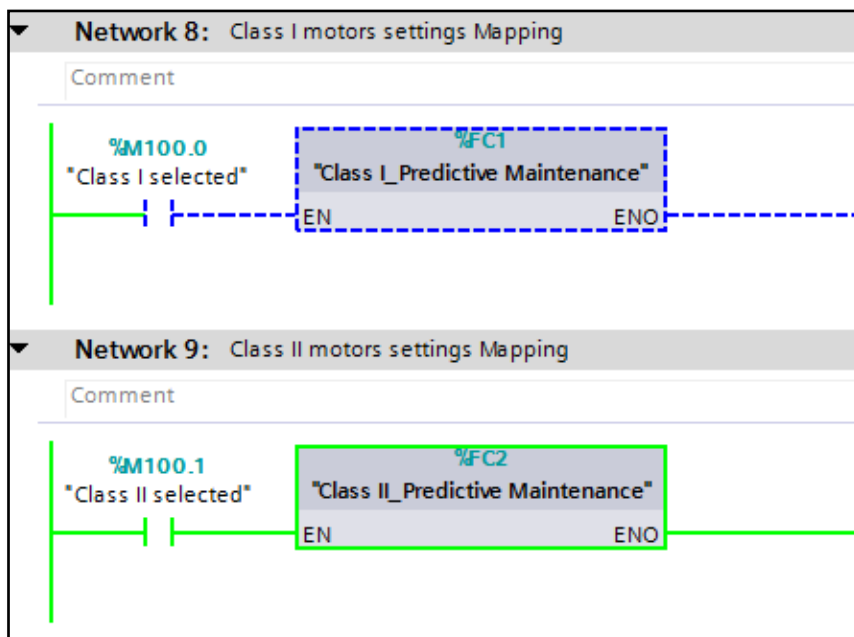 Network 8: Class I motors settings Mapping
Comment
%M100.0
"Class I selected"
%FC1
"Class I_Predictive Maintenance"
EN ENO
Network 9: Class II motors settings Mapping
Comment
%M100.1
"Class II selected"
%FC2
"Class II_Predictive Maintenance"
EN ENO